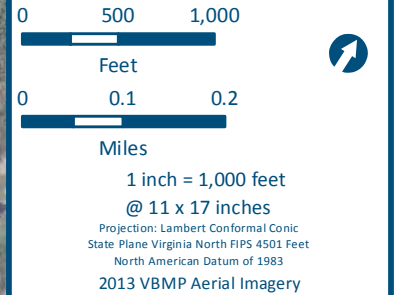 0 500 1,000
Feet
0 0.1 0.2
Miles
1 inch = 1,000 feet
@ 11 x 17 inches
Projection: Lambert Conformal Conic
State Plane Virginia North FIPS 4501 Feet
North American Datum of 1983
2013 VBMP Aerial Imagery